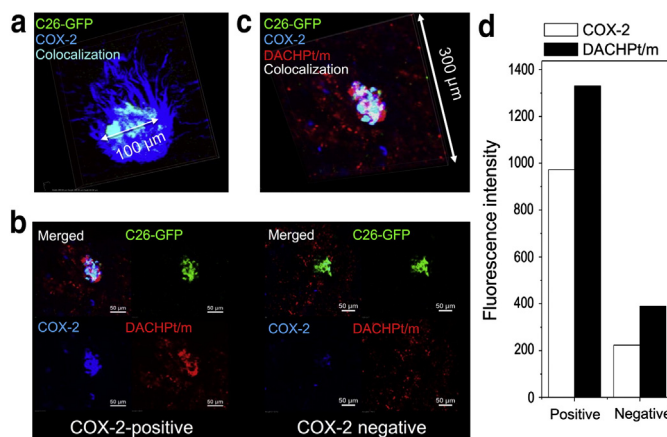 a
C26-GFP
COX-2
Colocalization
100 µm
c
C26-GFP
COX-2
DACHPt/m
Colocalization
300 µm
b
Merged
C26-GFP
50 µm
50 µm
COX-2
DACHPt/m
50 µm
50 µm
COX-2-positive
Merged
C26-GFP
50 µm
50 µm
COX-2
DACHPt/m
50 µm
50 µm
COX-2 negative
d
COX-2
DACHPt/m
Fluorescence intensity
1400
1200
1000
800
600
400
200
0
Positive
Negative